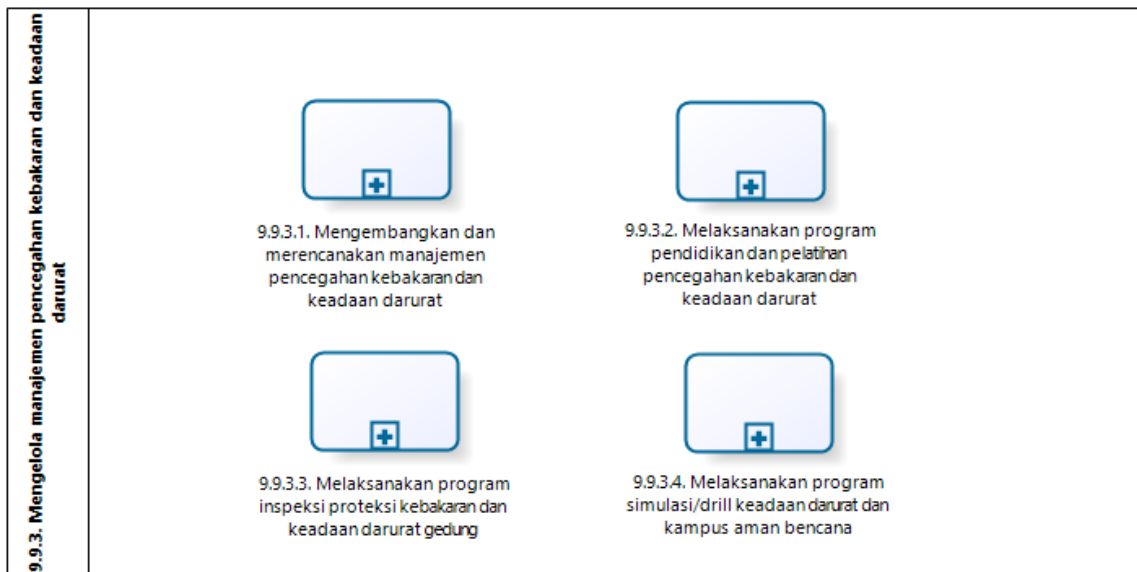 9.9.3. Mengelola manajemen pencegahan kebakaran dan keadaan
darurat
9.9.3.1. Mengembangkan dan
merencanakan manajemen
pencegahan kebakaran dan
keadaan darurat
9.9.3.2. Melaksanakan program
pendidikan dan pelatihan
pencegahan kebakaran dan
keadaan darurat
9.9.3.3. Melaksanakan program
inspeksi proteksi kebakaran dan
keadaan darurat gedung
9.9.3.4. Melaksanakan program
simulasi/drill keadaan darurat dan
kampus aman bencana